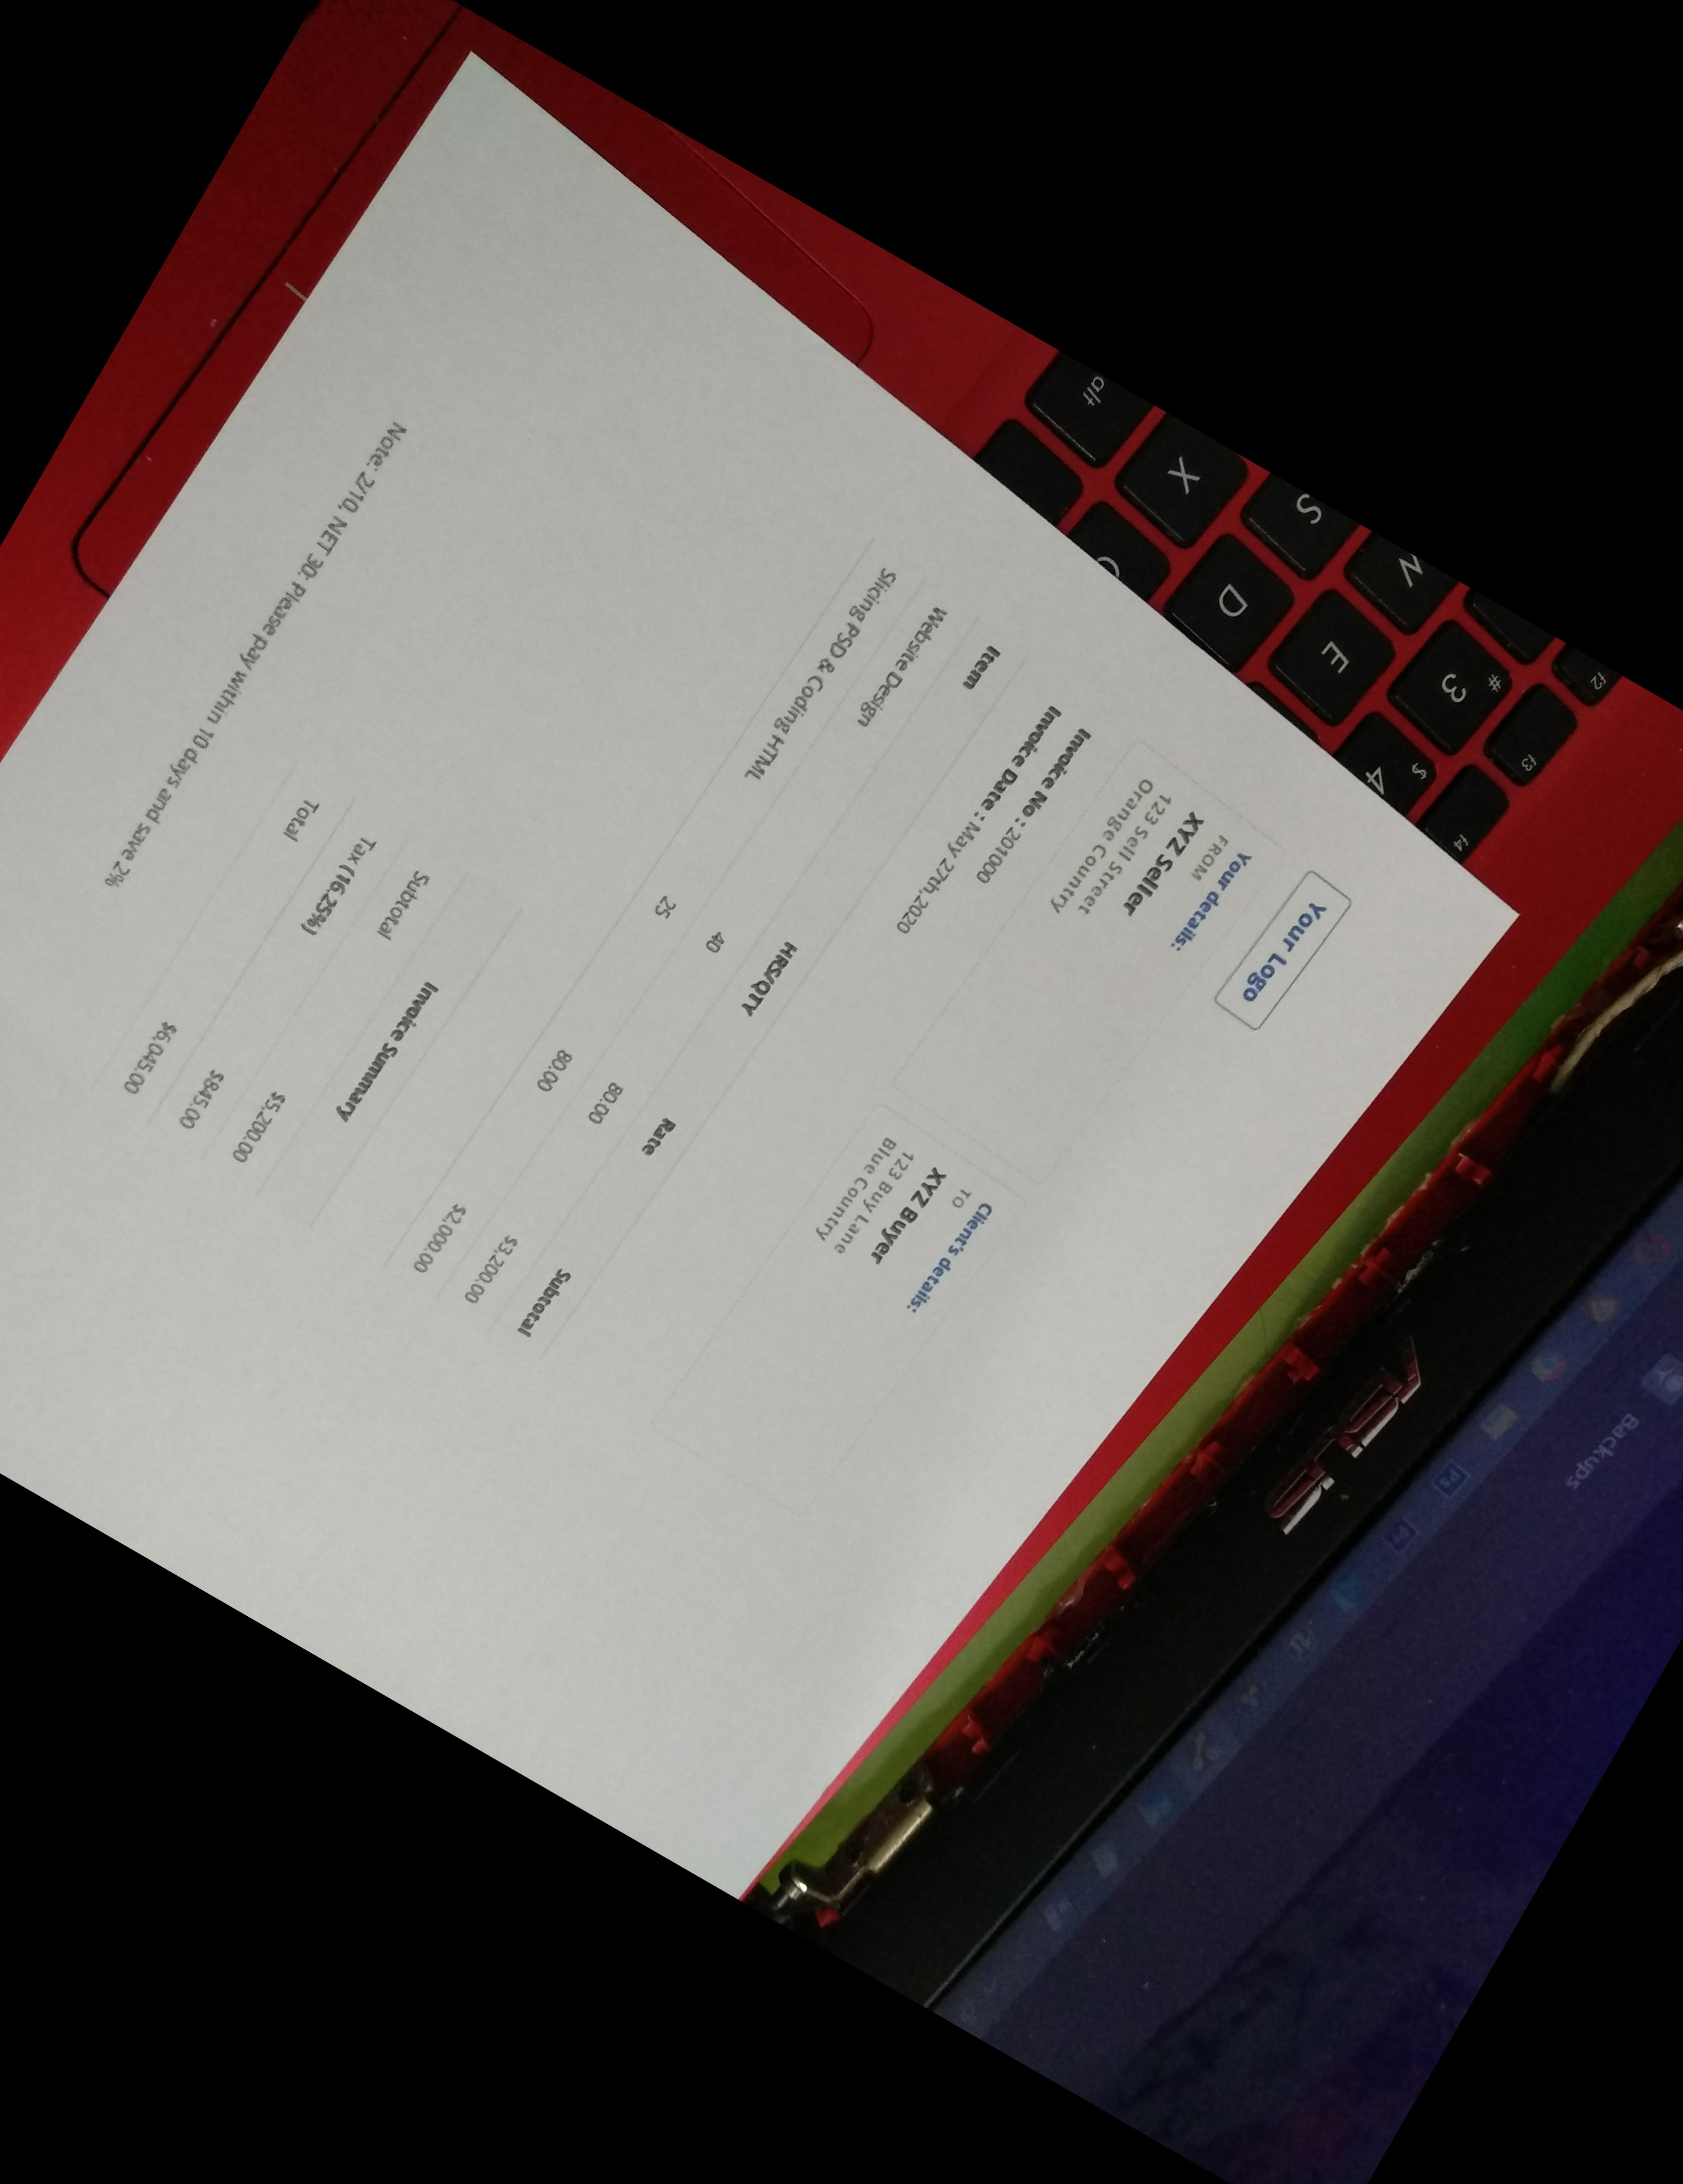 Your Logo
Your details:
FROM
XYZ Seller
123 Sell Street
Orange Country
Client's details:
TO
XYZ Buyer
123 Buy Lane
Blue Country
Invoice No : 201000
Invoice Date : May 27th,2020
Item HRS/QTY Rate Subtotal
Website Design 40 80.00 $3,200.00
Slicing PSD & Coding HTML 25 80.00 $2,000.00
Invoice Summary
Subtotal $5,200.00
Tax (16.25%) $845.00
Total $6,045.00
Note: 2/10, NET 30: Please pay within 10 days and save 2%
f2
f3
f4
# 3
$ 4
W
E
S
D
X
alt
ASUS
Backups